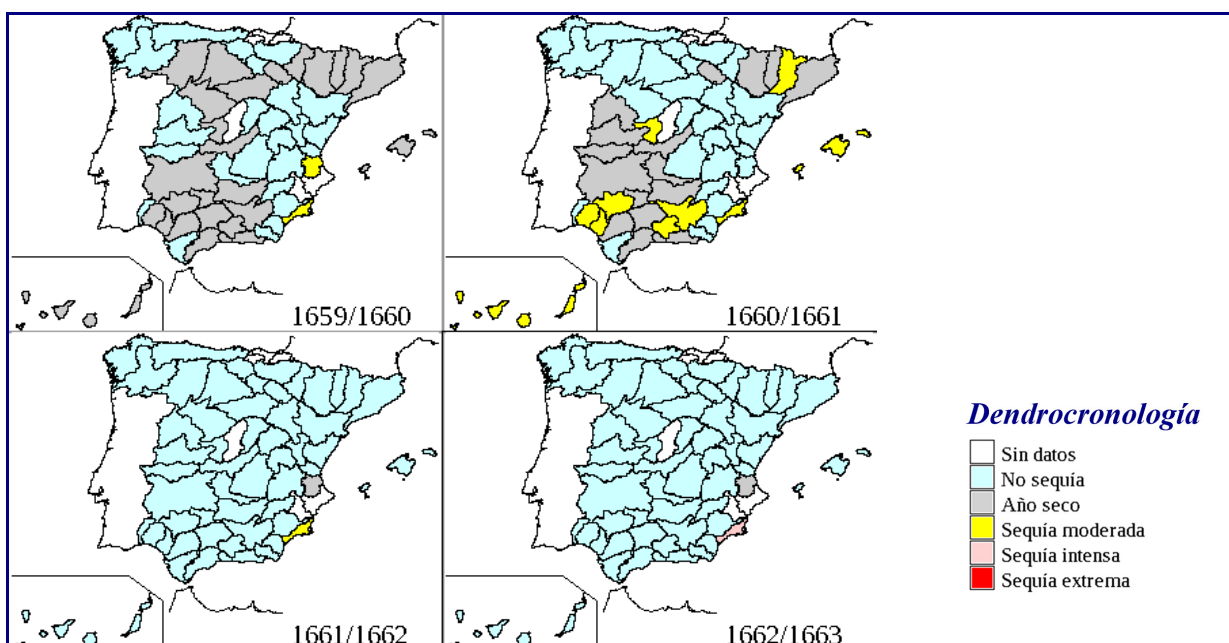 1659/1660
1660/1661
1661/1662
1662/1663
Dendrocronología
Sin datos
No sequía
Año seco
Sequía moderada
Sequía intensa
Sequía extrema